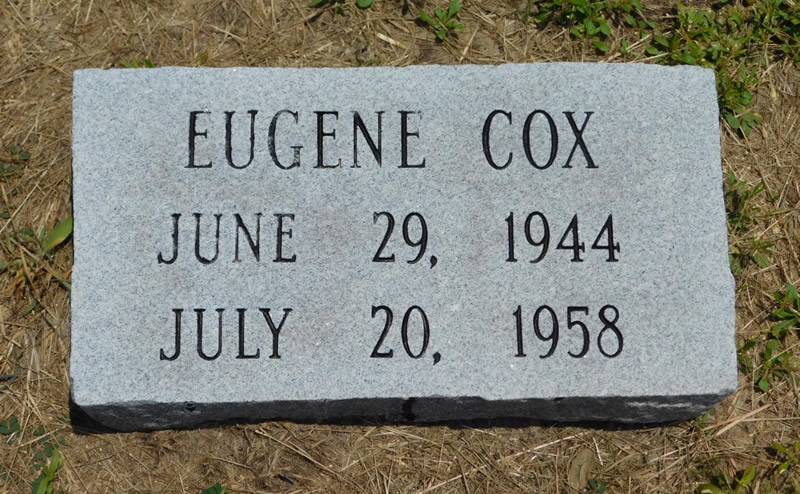 EUGENE COX
JUNE 29, 1944
JULY 20, 1958